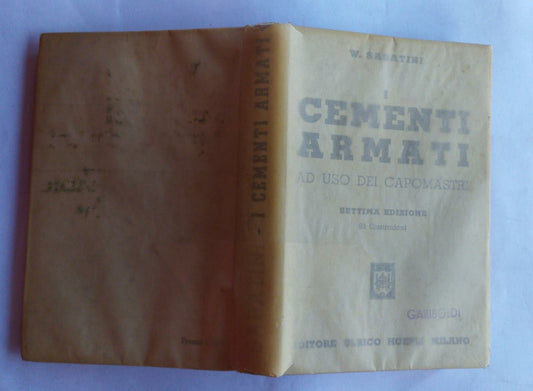 W. SABATINI
I
CEMENTI
ARMATI
AD USO DEI CAPOMASTRI
SETTIMA EDIZIONE
GARIBOLDI
EDITORE ULRICO HOEPLI MILANO
I CEMENTI ARMATI